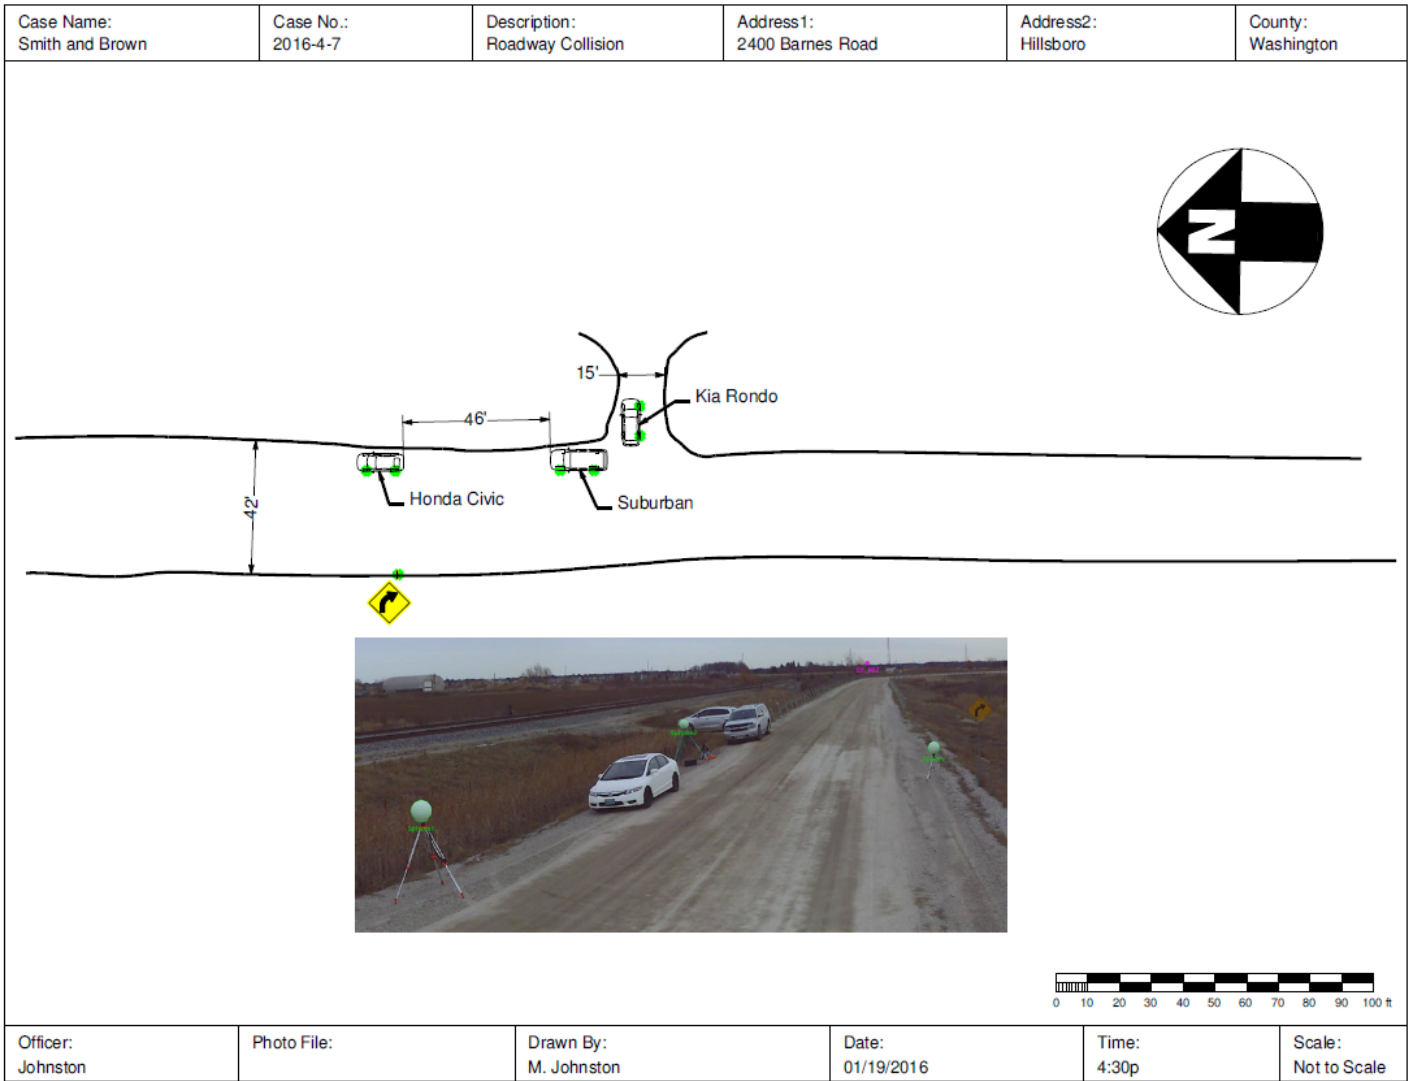 Case Name:
Smith and Brown
Case No.:
2016-4-7
Description:
Roadway Collision
Address1:
2400 Barnes Road
Address2:
Hillsboro
County:
Washington
N
15'
Kia Rondo
46'
42'
Honda Civic
Suburban
0 10 20 30 40 50 60 70 80 90 100 ft
Officer:
Johnston
Photo File:
Drawn By:
M. Johnston
Date:
01/19/2016
Time:
4:30p
Scale:
Not to Scale